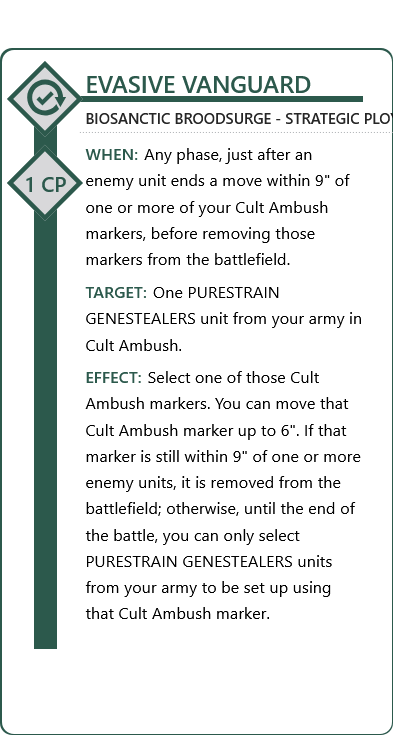 EVASIVE VANGUARD
BIOSANCTIC BROODSURGE - STRATEGIC PLOY
1 CP
WHEN: Any phase, just after an
enemy unit ends a move within 9" of
one or more of your Cult Ambush
markers, before removing those
markers from the battlefield.
TARGET: One PURESTRAIN
GENESTEALERS unit from your army in
Cult Ambush.
EFFECT: Select one of those Cult
Ambush markers. You can move that
Cult Ambush marker up to 6". If that
marker is still within 9" of one or more
enemy units, it is removed from the
battlefield; otherwise, until the end of
the battle, you can only select
PURESTRAIN GENESTEALERS units
from your army to be set up using
that Cult Ambush marker.